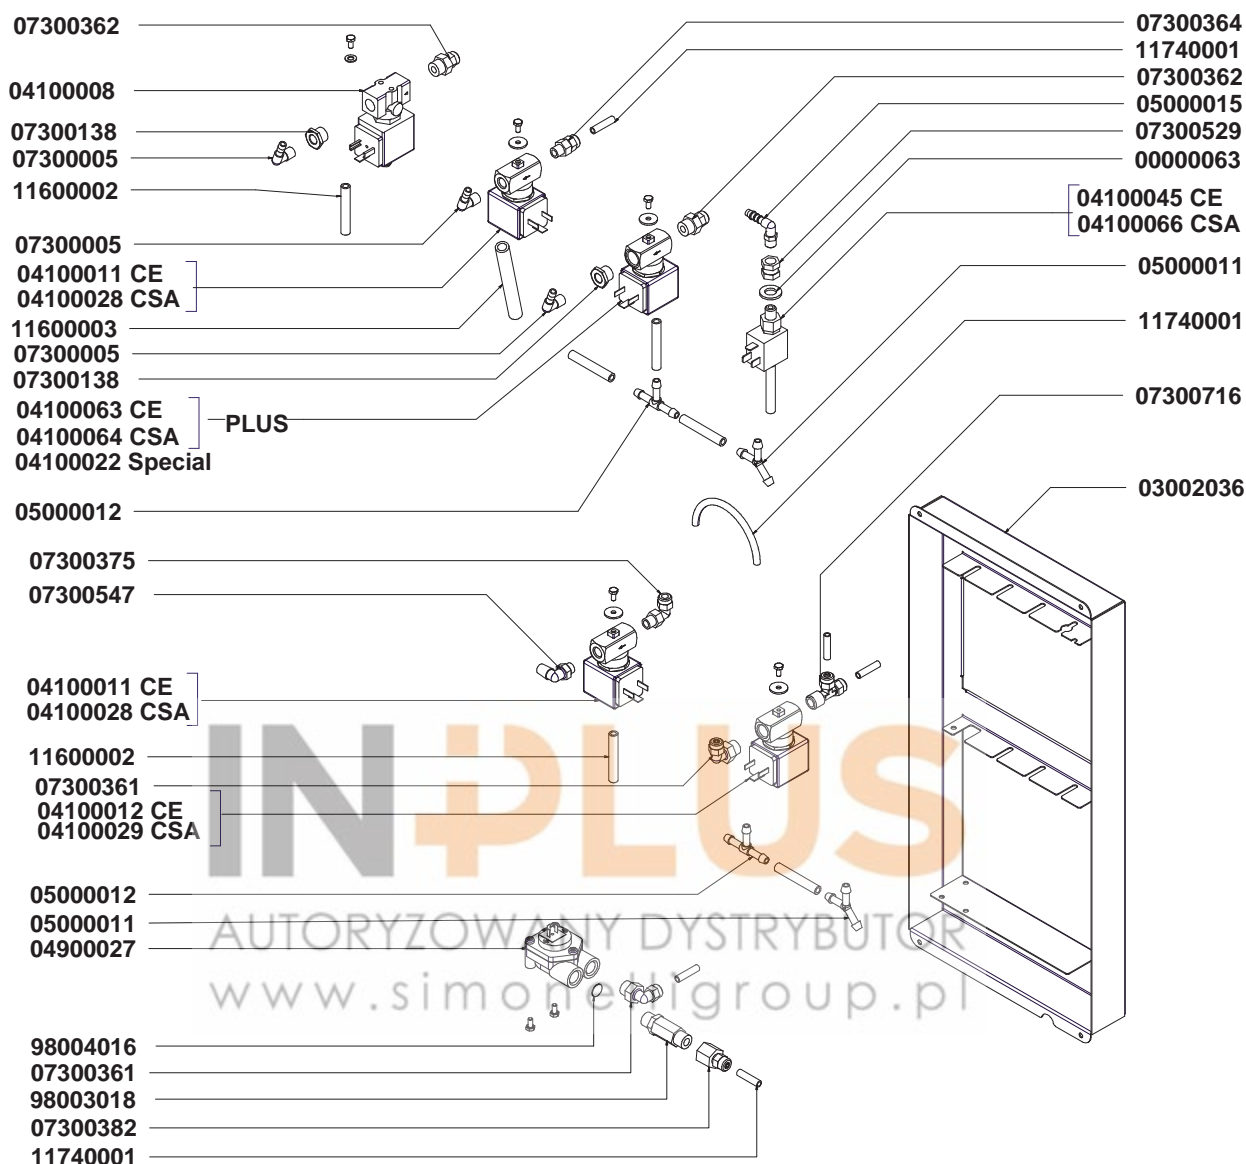 07300362
04100008
07300138
07300005
11600002
07300005
04100011 CE
04100028 CSA
11600003
07300005
07300138
04100063 CE
04100064 CSA
PLUS
04100022 Special
05000012
07300375
07300547
04100011 CE
04100028 CSA
11600002
07300361
04100012 CE
04100029 CSA
05000012
05000011
04900027
98004016
07300361
98003018
07300382
11740001
07300364
11740001
07300362
05000015
07300529
00000063
04100045 CE
04100066 CSA
05000011
11740001
07300716
03002036
INPLUS
AUTORYZOWANY DYSTRYBUTOR
www.simonelligroup.pl